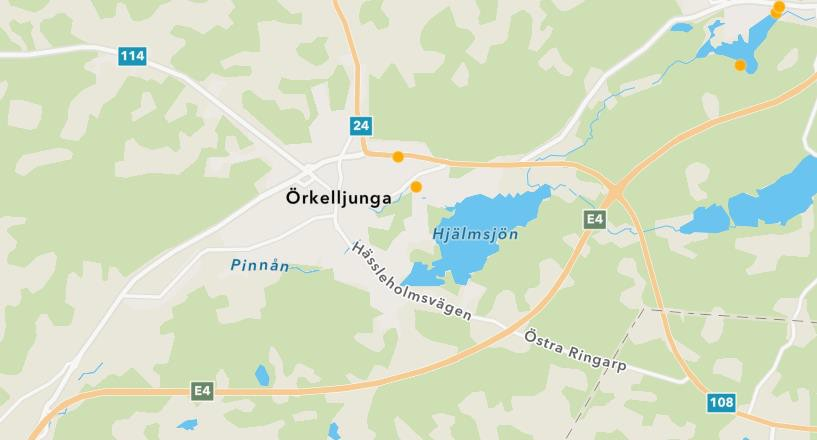 114
24
Örkelljunga
E4
Hjälmsjön
Pinnån
Hässleholmsvägen
Östra Ringarp
E4
108